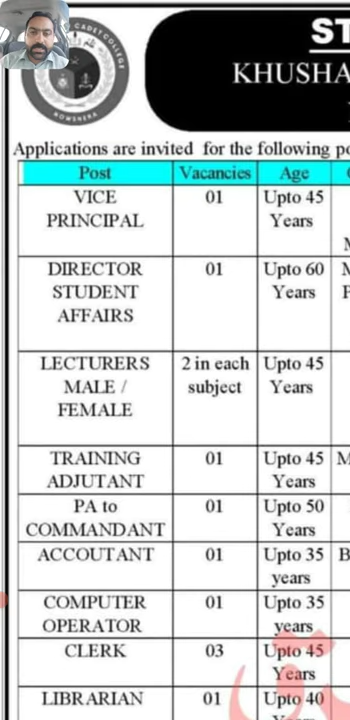 CADET COLLEGE
NOWSHERA
ST
KHUSHA
Applications are invited for the following po
Post Vacancies Age
VICE PRINCIPAL 01 Upto 45 Years
DIRECTOR STUDENT AFFAIRS 01 Upto 60 Years
LECTURERS MALE / FEMALE 2 in each subject Upto 45 Years
TRAINING ADJUTANT 01 Upto 45 Years M
PA to COMMANDANT 01 Upto 50 Years
ACCOUTANT 01 Upto 35 years B
COMPUTER OPERATOR 01 Upto 35 years
CLERK 03 Upto 45 Years
LIBRARIAN 01 Upto 40